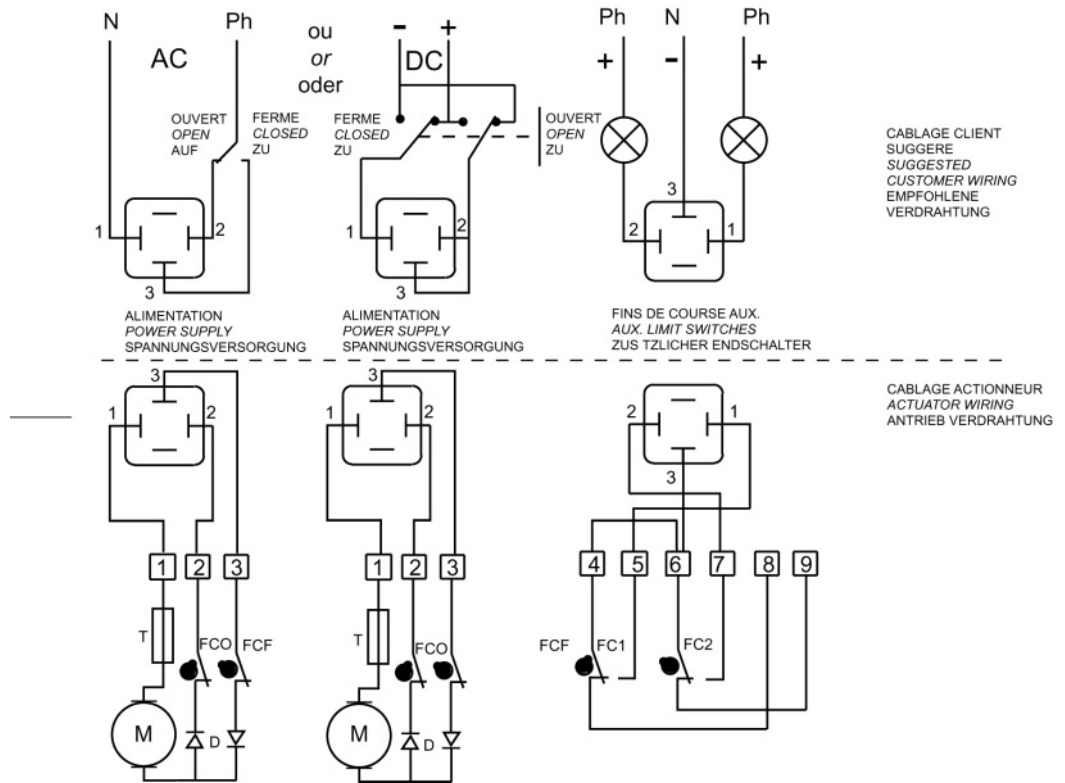 N
Ph
AC
ou
or
oder
-
+
DC
OUVERT
OPEN
AUF
FERME
CLOSED
ZU
FERME
CLOSED
ZU
OUVERT
OPEN
ZU
1
2
3
1
2
3
ALIMENTATION
POWER SUPPLY
SPANNUNGSVERSORGUNG
ALIMENTATION
POWER SUPPLY
SPANNUNGSVERSORGUNG
Ph
N
Ph
+
-
+
3
2
1
FINS DE COURSE AUX.
AUX. LIMIT SWITCHES
ZUS TZLICHER ENDSCHALTER
CABLAGE CLIENT
SUGGERE
SUGGESTED
CUSTOMER WIRING
EMPFOHLENE
VERDRAHTUNG
CABLAGE ACTIONNEUR
ACTUATOR WIRING
ANTRIEB VERDRAHTUNG
3
1
2
1
2
3
T
FCO
FCF
M
D
3
1
2
1
2
3
T
FCO
M
D
2
1
3
4
5
6
7
8
9
FCF
FC1
FC2